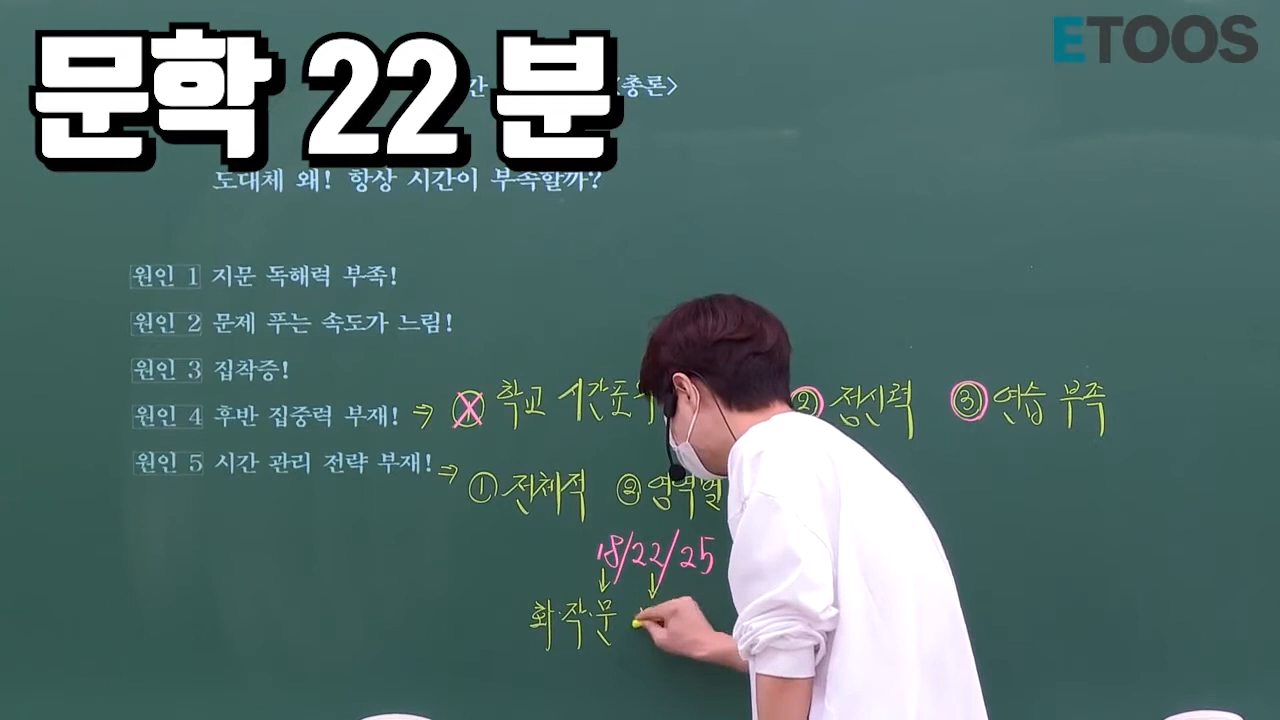 문학 22 분
ETOOS
간 총론>
도대체 왜! 항상 시간이 부족할까?
원인 1 지문 독해력 부족!
원인 2 문제 푸는 속도가 느림!
원인 3 집착증!
원인 4 후반 집중력 부재! ⇒ ① 학교 시간표 ② 정신력 ③ 연습 부족
원인 5 시간 관리 전략 부재! ⇒ ① 전체적 ② 영역별
18/22/25
↓ ↓
화·작·문